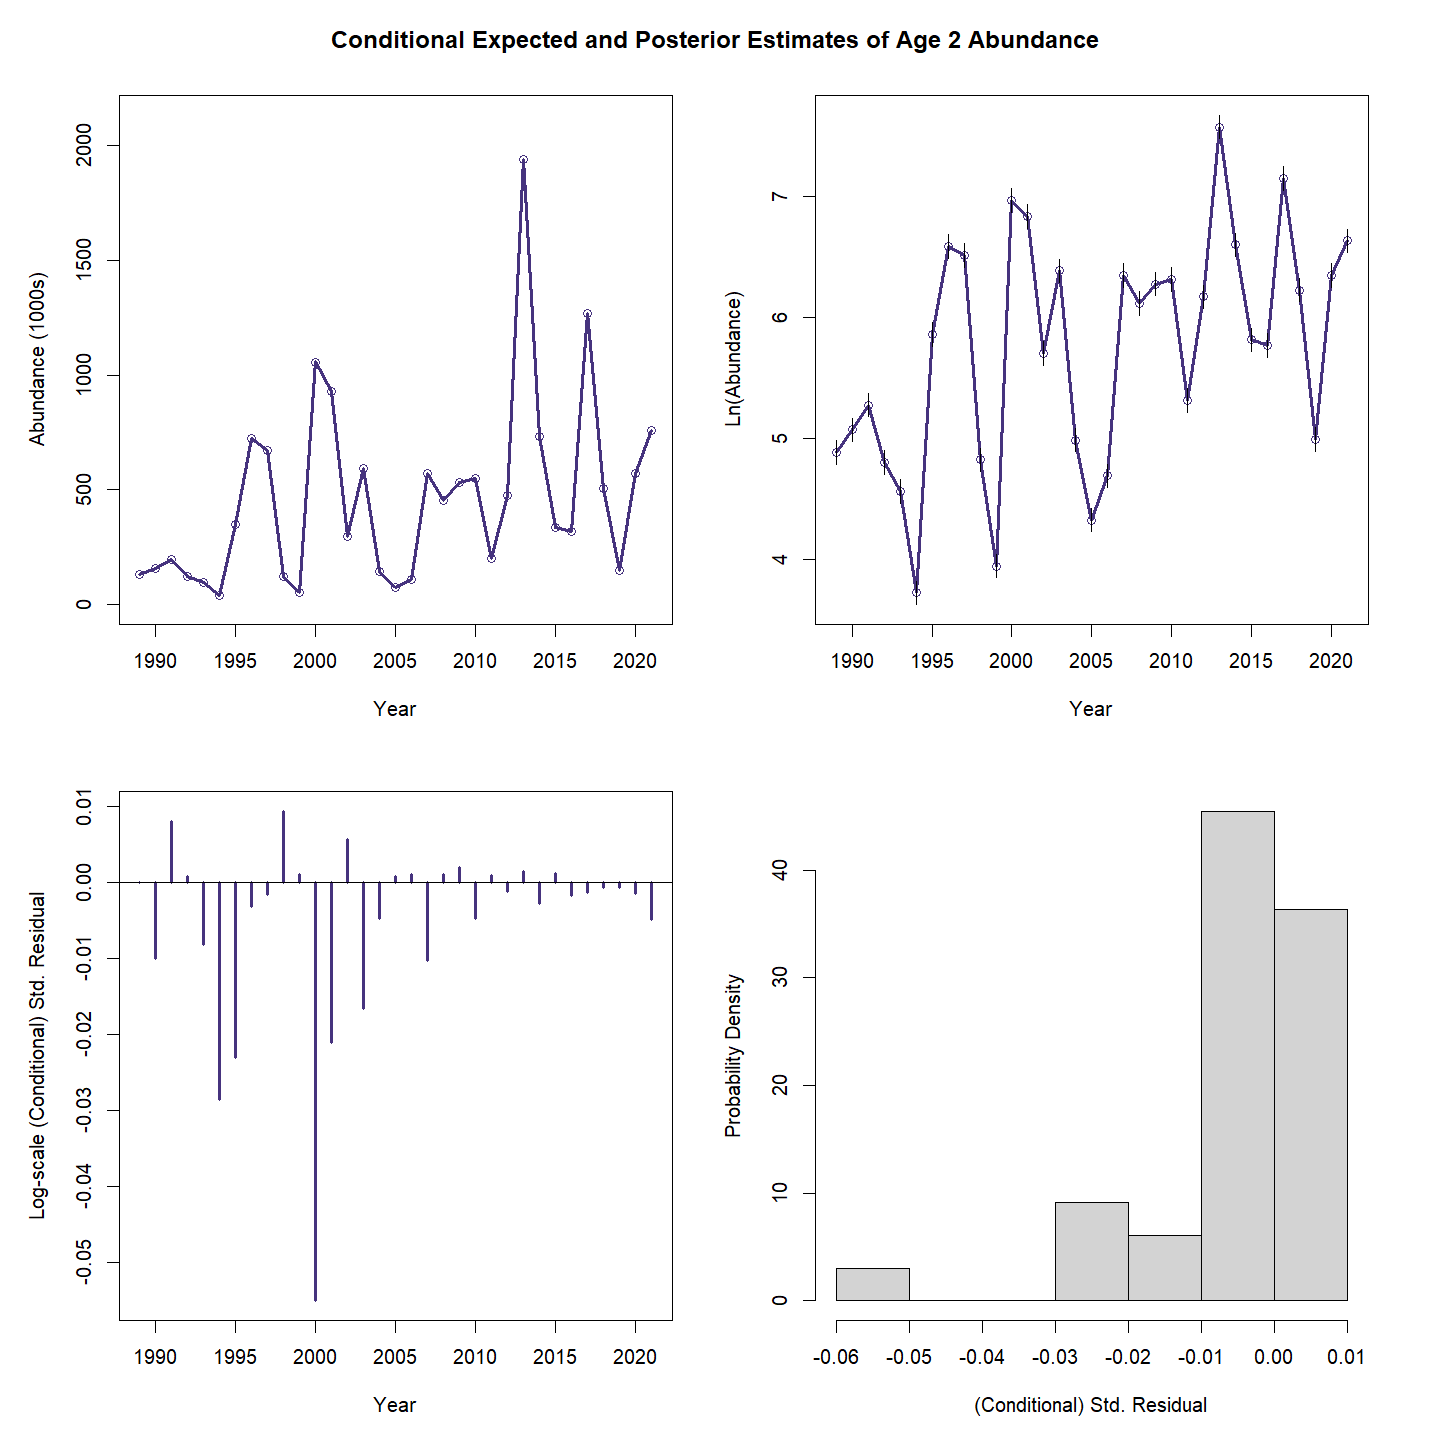 Conditional Expected and Posterior Estimates of Age 2 Abundance
Abundance (1000s)
2000
1500
1000
500
0
1990 1995 2000 2005 2010 2015 2020
Year
Ln(Abundance)
7
6
5
4
1990 1995 2000 2005 2010 2015 2020
Year
Log-scale (Conditional) Std. Residual
0.01
0.00
-0.01
-0.02
-0.03
-0.04
-0.05
1990 1995 2000 2005 2010 2015 2020
Year
Probability Density
40
30
20
10
0
-0.06 -0.05 -0.04 -0.03 -0.02 -0.01 0.00 0.01
(Conditional) Std. Residual